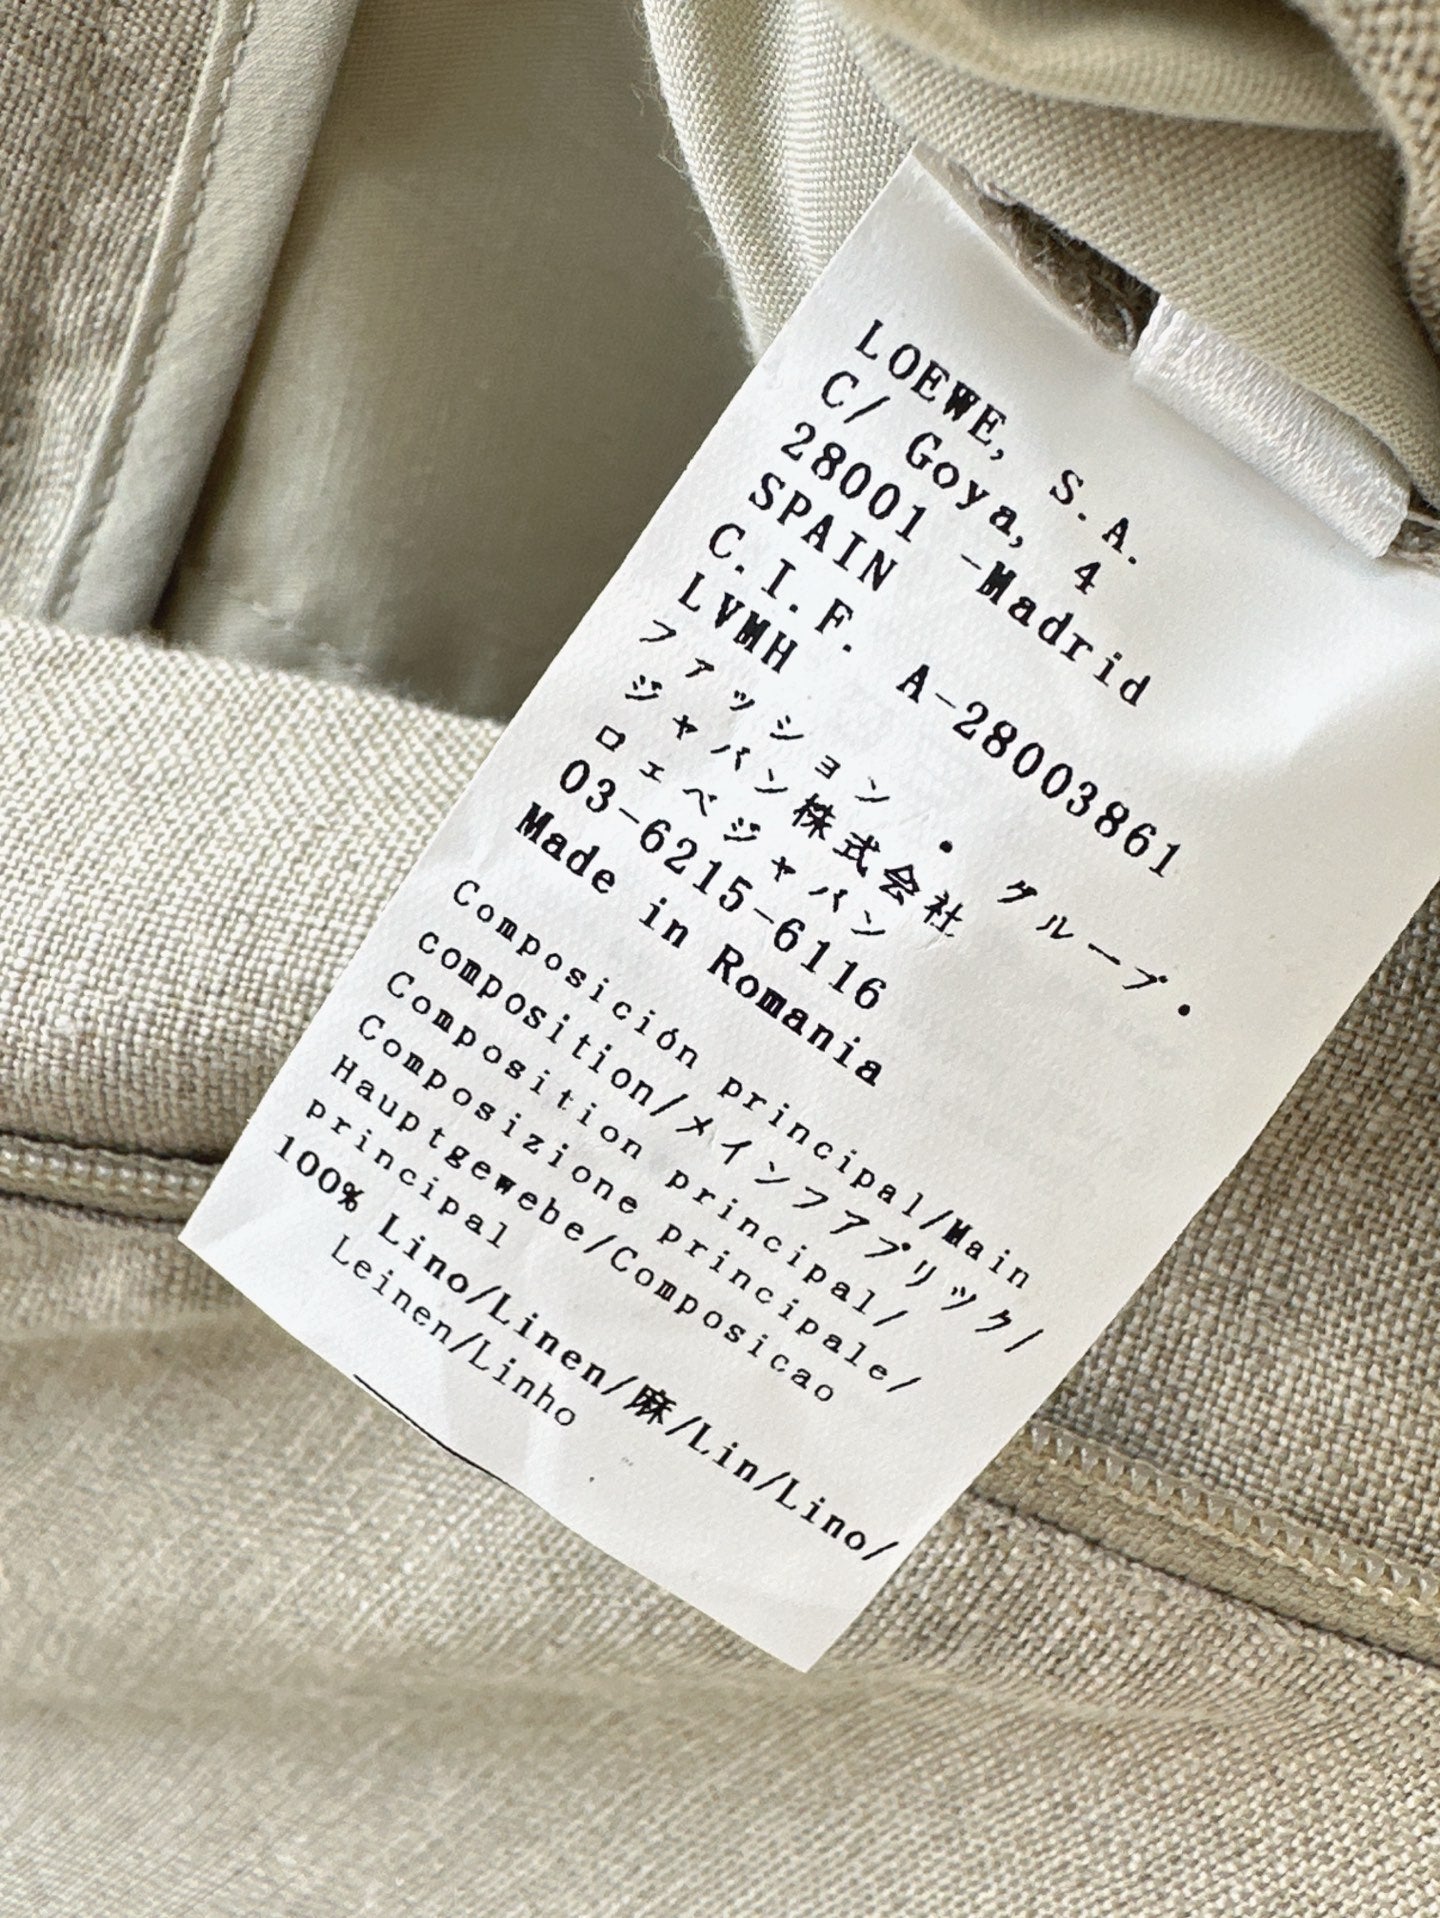 LOEWE, S.A.
C/ Goya, 4
28001 -Madrid
SPAIN
C.I.F. A-28003861
LVMH
ファッション・グループ・
ジャパン株式会社
ロエベジャパン
03-6215-6116
Made in Romania
Composición principal/Main
composition/メインファブリック/
Composition principal/
Composizione principale/
Hauptgewebe/Composicao
principal
100% Lino/Linen/麻/Lin/Lino/
Leinen/Linho